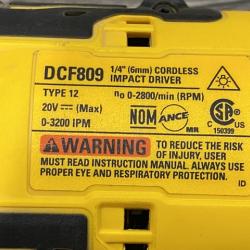 DCF809 1/4" (6mm) CORDLESS
IMPACT DRIVER
TYPE 12 no 0-2800/min (RPM)
20V ⎓ (Max)
0-3200 IPM
NOM ANCE MR
SA
C US
150399
WARNING TO REDUCE THE RISK
OF INJURY, USER
MUST READ INSTRUCTION MANUAL. ALWAYS USE
PROPER EYE AND RESPIRATORY PROTECTION.
ID